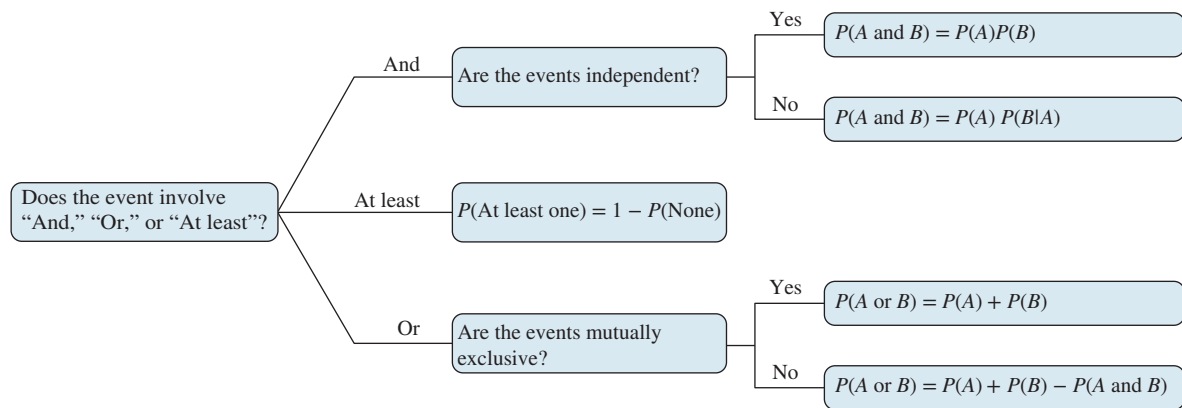 Does the event involve
“And,” “Or,” or “At least”?
And
Are the events independent?
Yes
P(A and B) = P(A)P(B)
No
P(A and B) = P(A) P(B|A)
At least
P(At least one) = 1 − P(None)
Or
Are the events mutually
exclusive?
Yes
P(A or B) = P(A) + P(B)
No
P(A or B) = P(A) + P(B) − P(A and B)